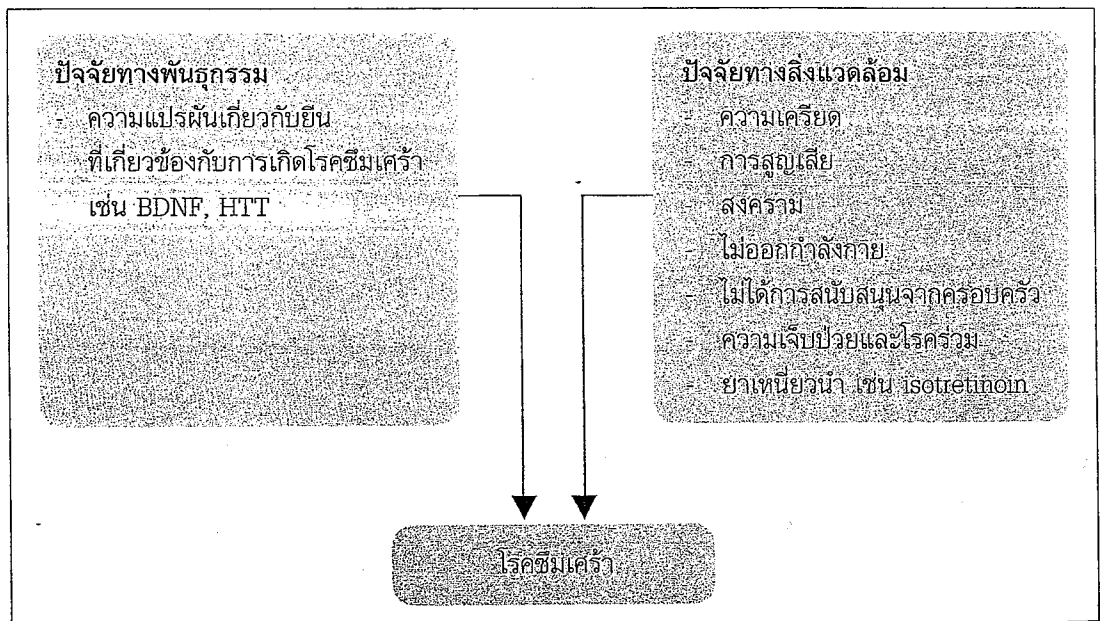 ปัจจัยทางพันธุกรรม
- ความแปรผันเกี่ยวกับยีน
ที่เกี่ยวข้องกับการเกิดโรคซึมเศร้า
เช่น BDNF, HTT
ปัจจัยทางสิ่งแวดล้อม
- ความเครียด
- การสูญเสีย
- สงคราม
- ไม่ออกกำลังกาย
- ไม่ได้การสนับสนุนจากครอบครัว
- ความเจ็บป่วยและโรคร่วม
- ยาเหนี่ยวนำ เช่น isotretinoin
โรคซึมเศร้า